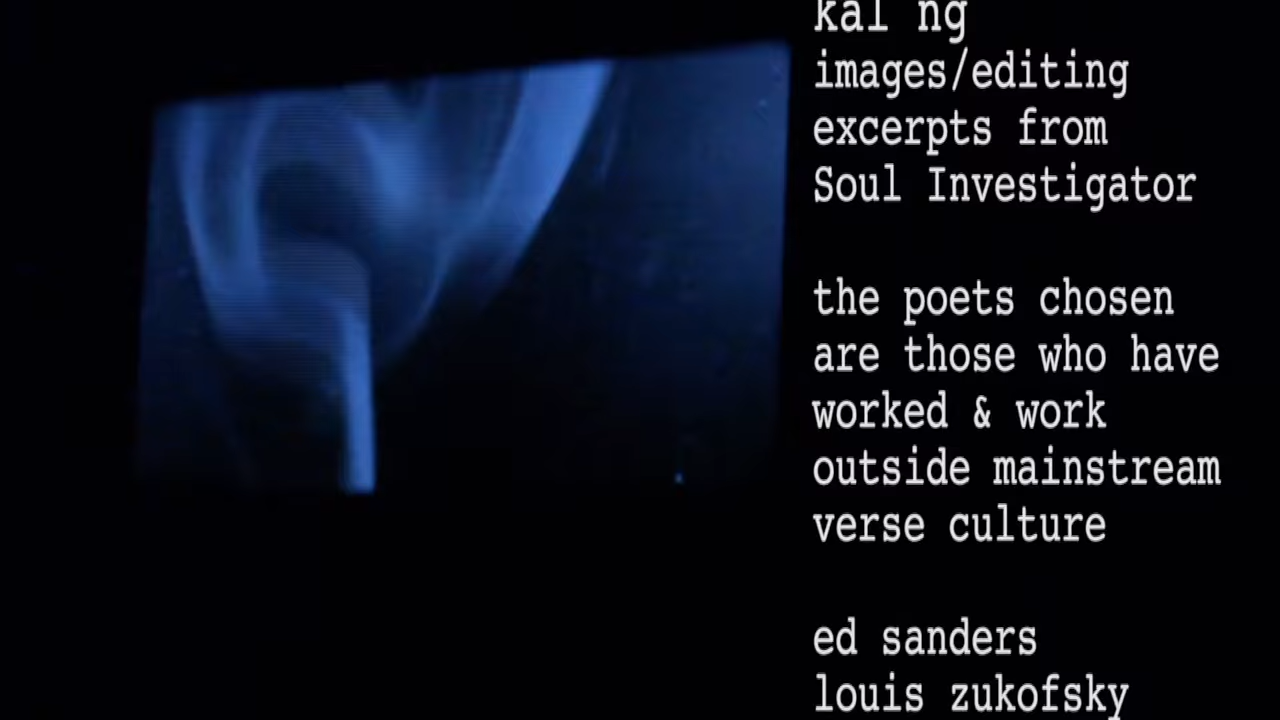 kal ng
images/editing
excerpts from
Soul Investigator
the poets chosen
are those who have
worked & work
outside mainstream
verse culture
ed sanders
louis zukofsky